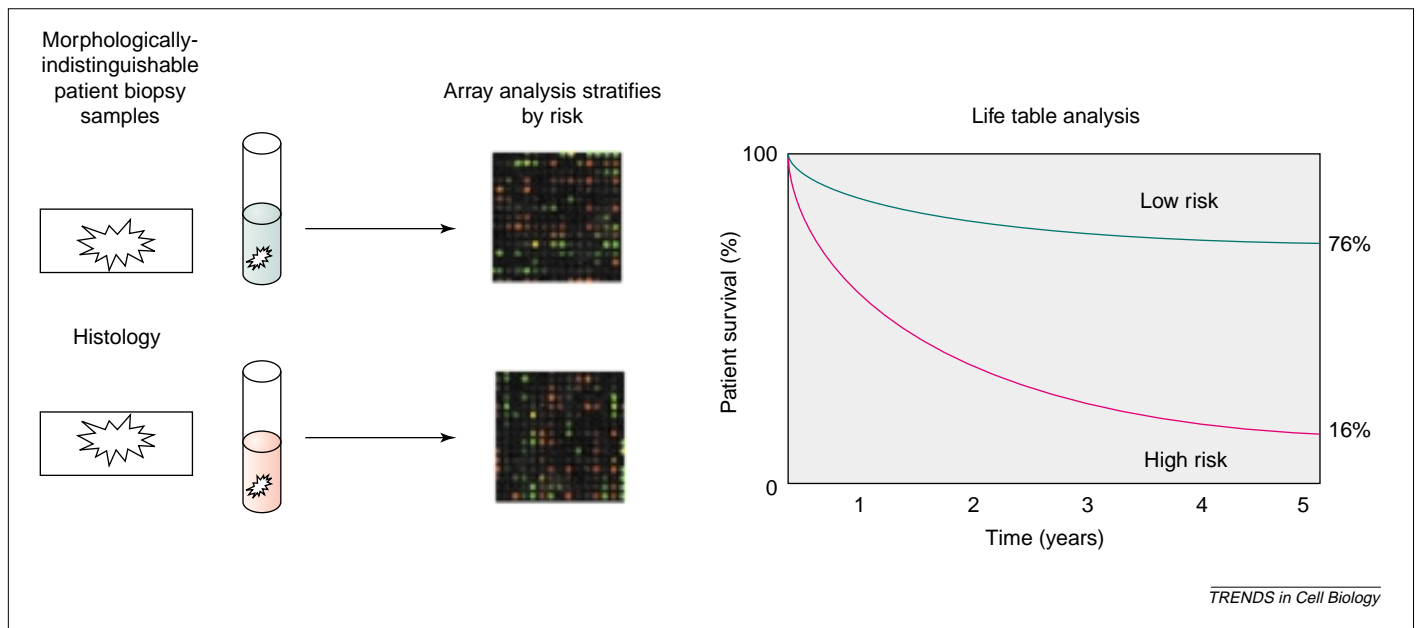 Morphologically-
indistinguishable
patient biopsy
samples
Histology
Array analysis stratifies
by risk
Life table analysis
100
Low risk
76%
Patient survival (%)
16%
High risk
0
1 2 3 4 5
Time (years)
TRENDS in Cell Biology